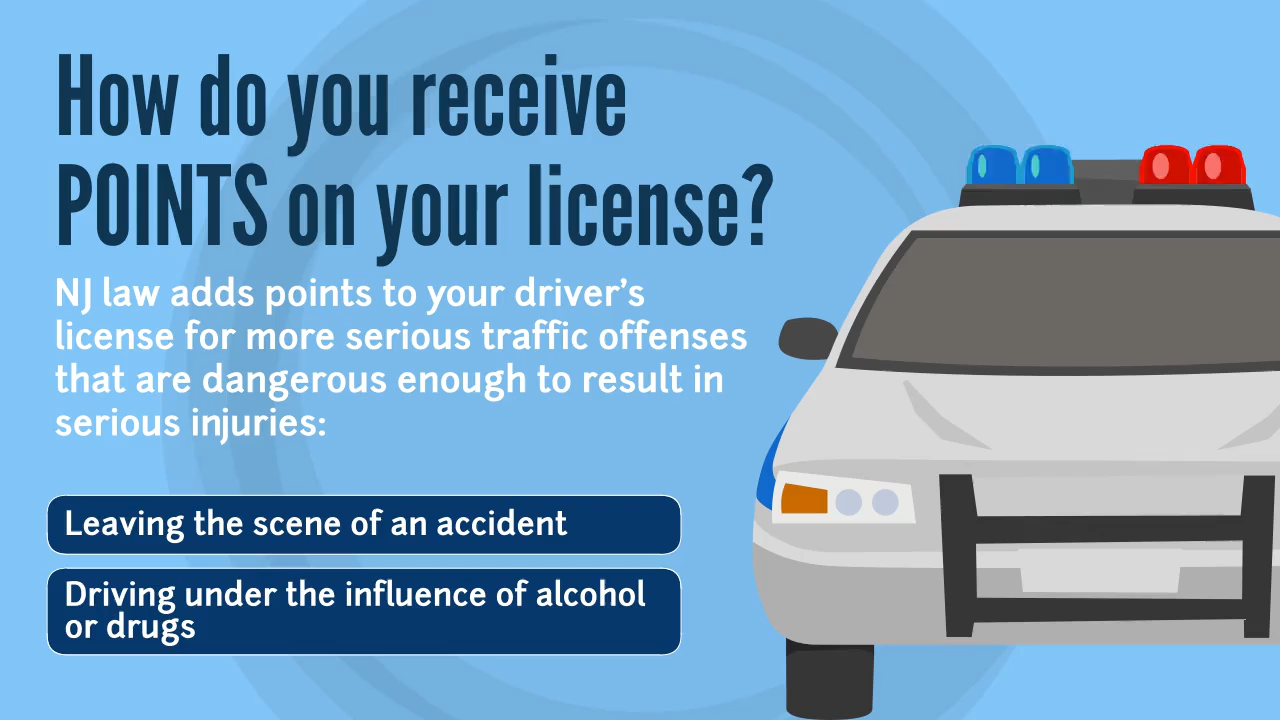 How do you receive
POINTS on your license?
NJ law adds points to your driver’s
license for more serious traffic offenses
that are dangerous enough to result in
serious injuries:
Leaving the scene of an accident
Driving under the influence of alcohol
or drugs